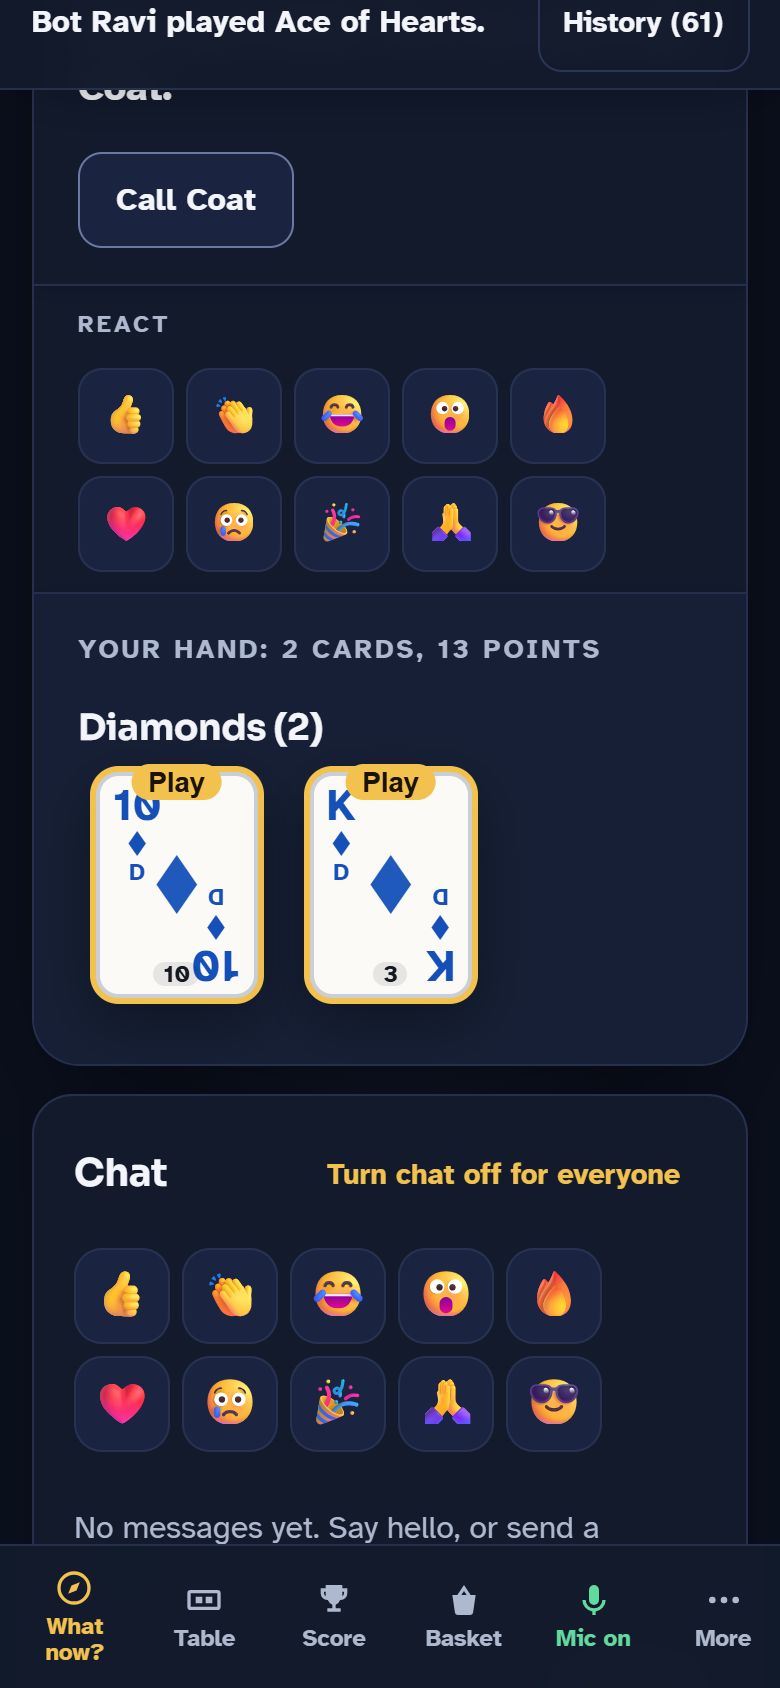 Bot Ravi played Ace of Hearts.
History (61)
Coat.
Call Coat
REACT
YOUR HAND: 2 CARDS, 13 POINTS
Diamonds (2)
Play
10
D
D
10
10
Play
K
D
D
3
K
Chat
Turn chat off for everyone
No messages yet. Say hello, or send a
What now?
Table
Score
Basket
Mic on
More